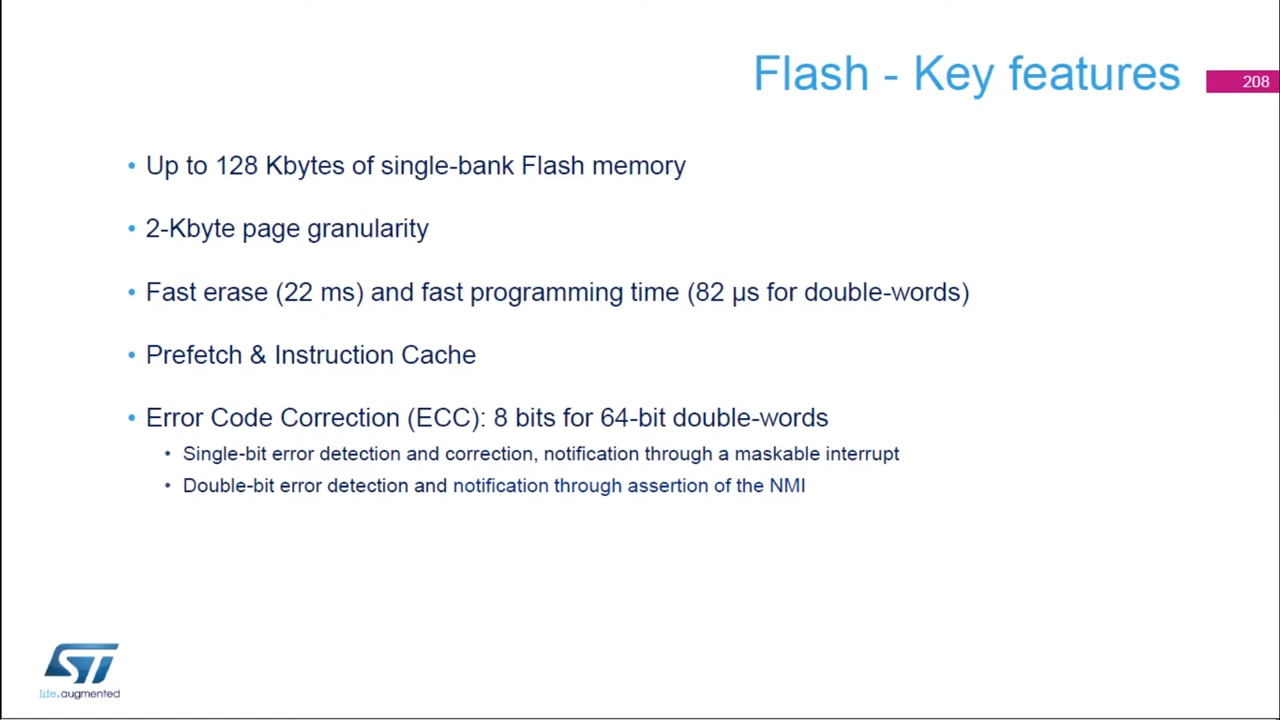 Flash - Key features
208
• Up to 128 Kbytes of single-bank Flash memory
• 2-Kbyte page granularity
• Fast erase (22 ms) and fast programming time (82 µs for double-words)
• Prefetch & Instruction Cache
• Error Code Correction (ECC): 8 bits for 64-bit double-words
• Single-bit error detection and correction, notification through a maskable interrupt
• Double-bit error detection and notification through assertion of the NMI
ST
life.augmented